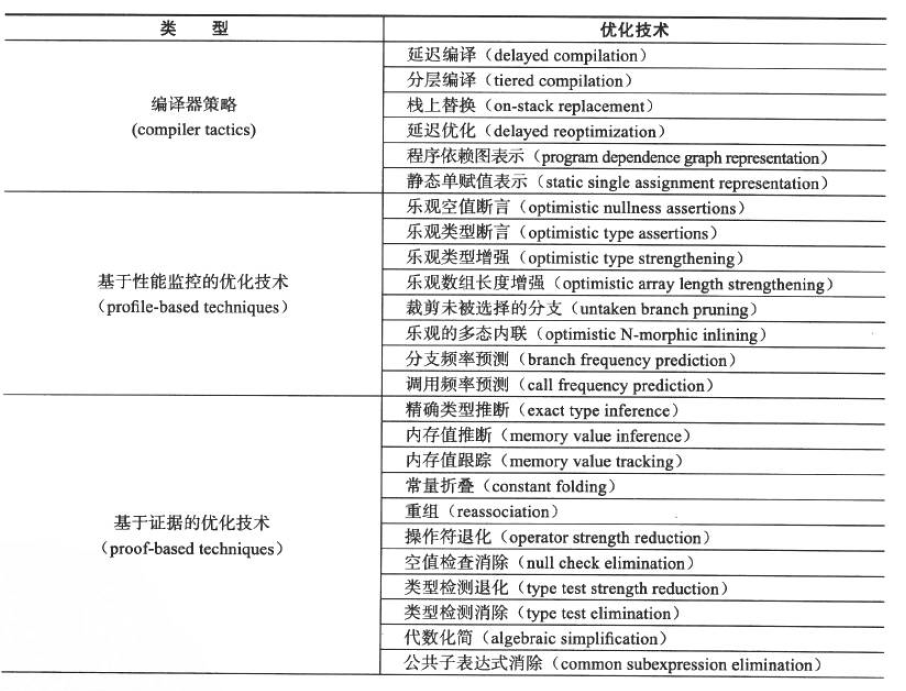 类 型 优化技术
延迟编译（delayed compilation）
分层编译（tiered compilation）
编译器策略 栈上替换（on-stack replacement）
(compiler tactics) 延迟优化（delayed reoptimization）
程序依赖图表示（program dependence graph representation）
静态单赋值表示（static single assignment representation）
乐观空值断言（optimistic nullness assertions）
乐观类型断言（optimistic type assertions）
乐观类型增强（optimistic type strengthening）
基于性能监控的优化技术 乐观数组长度增强（optimistic array length strengthening）
（profile-based techniques） 裁剪未被选择的分支（untaken branch pruning）
乐观的多态内联（optimistic N-morphic inlining）
分支频率预测（branch frequency prediction）
调用频率预测（call frequency prediction）
精确类型推断（exact type inference）
内存值推断（memory value inference）
内存值跟踪（memory value tracking）
常量折叠（constant folding）
重组（reassociation）
基于证据的优化技术
（proof-based techniques） 操作符退化（operator strength reduction）
空值检查消除（null check elimination）
类型检测退化（type test strength reduction）
类型检测消除（type test elimination）
代数化简（algebraic simplification）
公共子表达式消除（common subexpression elimination）